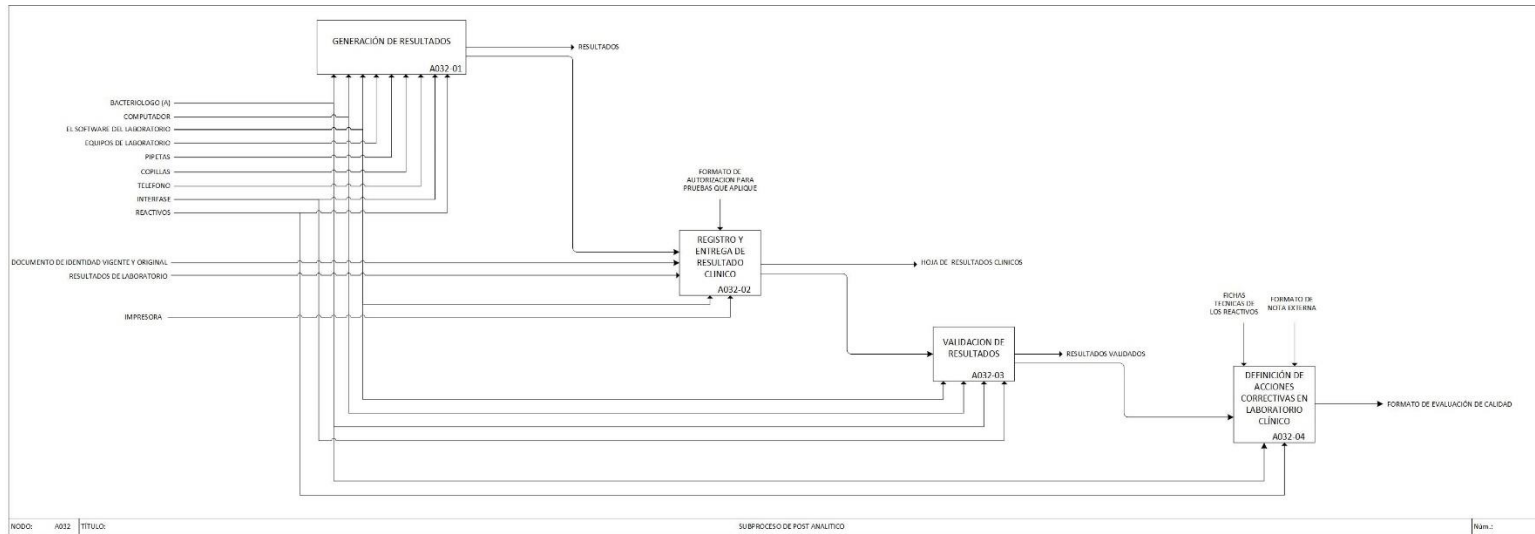 GENERACIÓN DE RESULTADOS
A032-01
RESULTADOS
BACTERIOLOGO (A)
COMPUTADOR
EL SOFTWARE DEL LABORATORIO
EQUIPOS DE LABORATORIO
PIPETAS
COPILLAS
TELEFONO
INTERFASE
REACTIVOS
FORMATO DE
AUTORIZACION PARA
PRUEBAS QUE APLIQUE
REGISTRO Y
ENTREGA DE
RESULTADO
CLINICO
A032-02
DOCUMENTO DE IDENTIDAD VIGENTE Y ORIGINAL
RESULTADOS DE LABORATORIO
IMPRESORA
HOJA DE RESULTADOS CLINICOS
VALIDACION DE
RESULTADOS
A032-03
RESULTADOS VALIDADOS
FICHAS
TECNICAS DE
LOS REACTIVOS
FORMATO DE
NOTA EXTERNA
DEFINICIÓN DE
ACCIONES
CORRECTIVAS EN
LABORATORIO
CLÍNICO
A032-04
FORMATO DE EVALUACIÓN DE CALIDAD
NODO: A032 TÍTULO: SUBPROCESO DE POST ANALITICO Núm.: